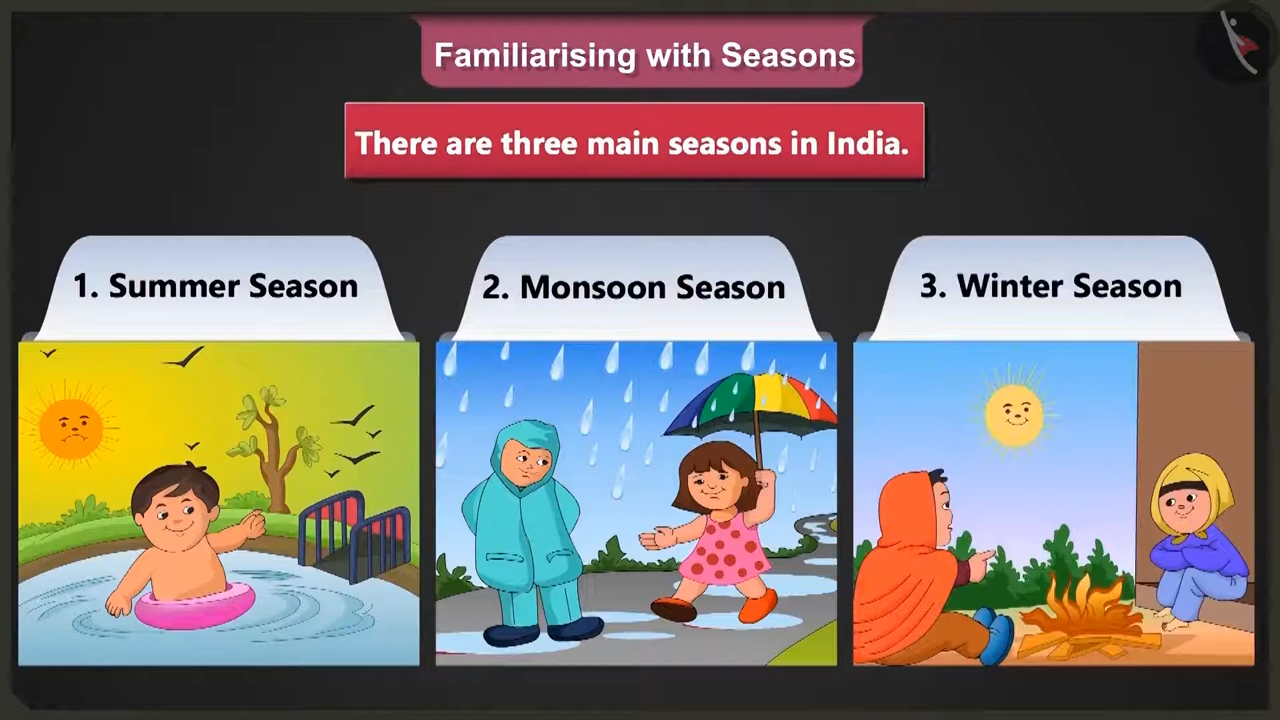 Familiarising with Seasons
There are three main seasons in India.
1. Summer Season
2. Monsoon Season
3. Winter Season